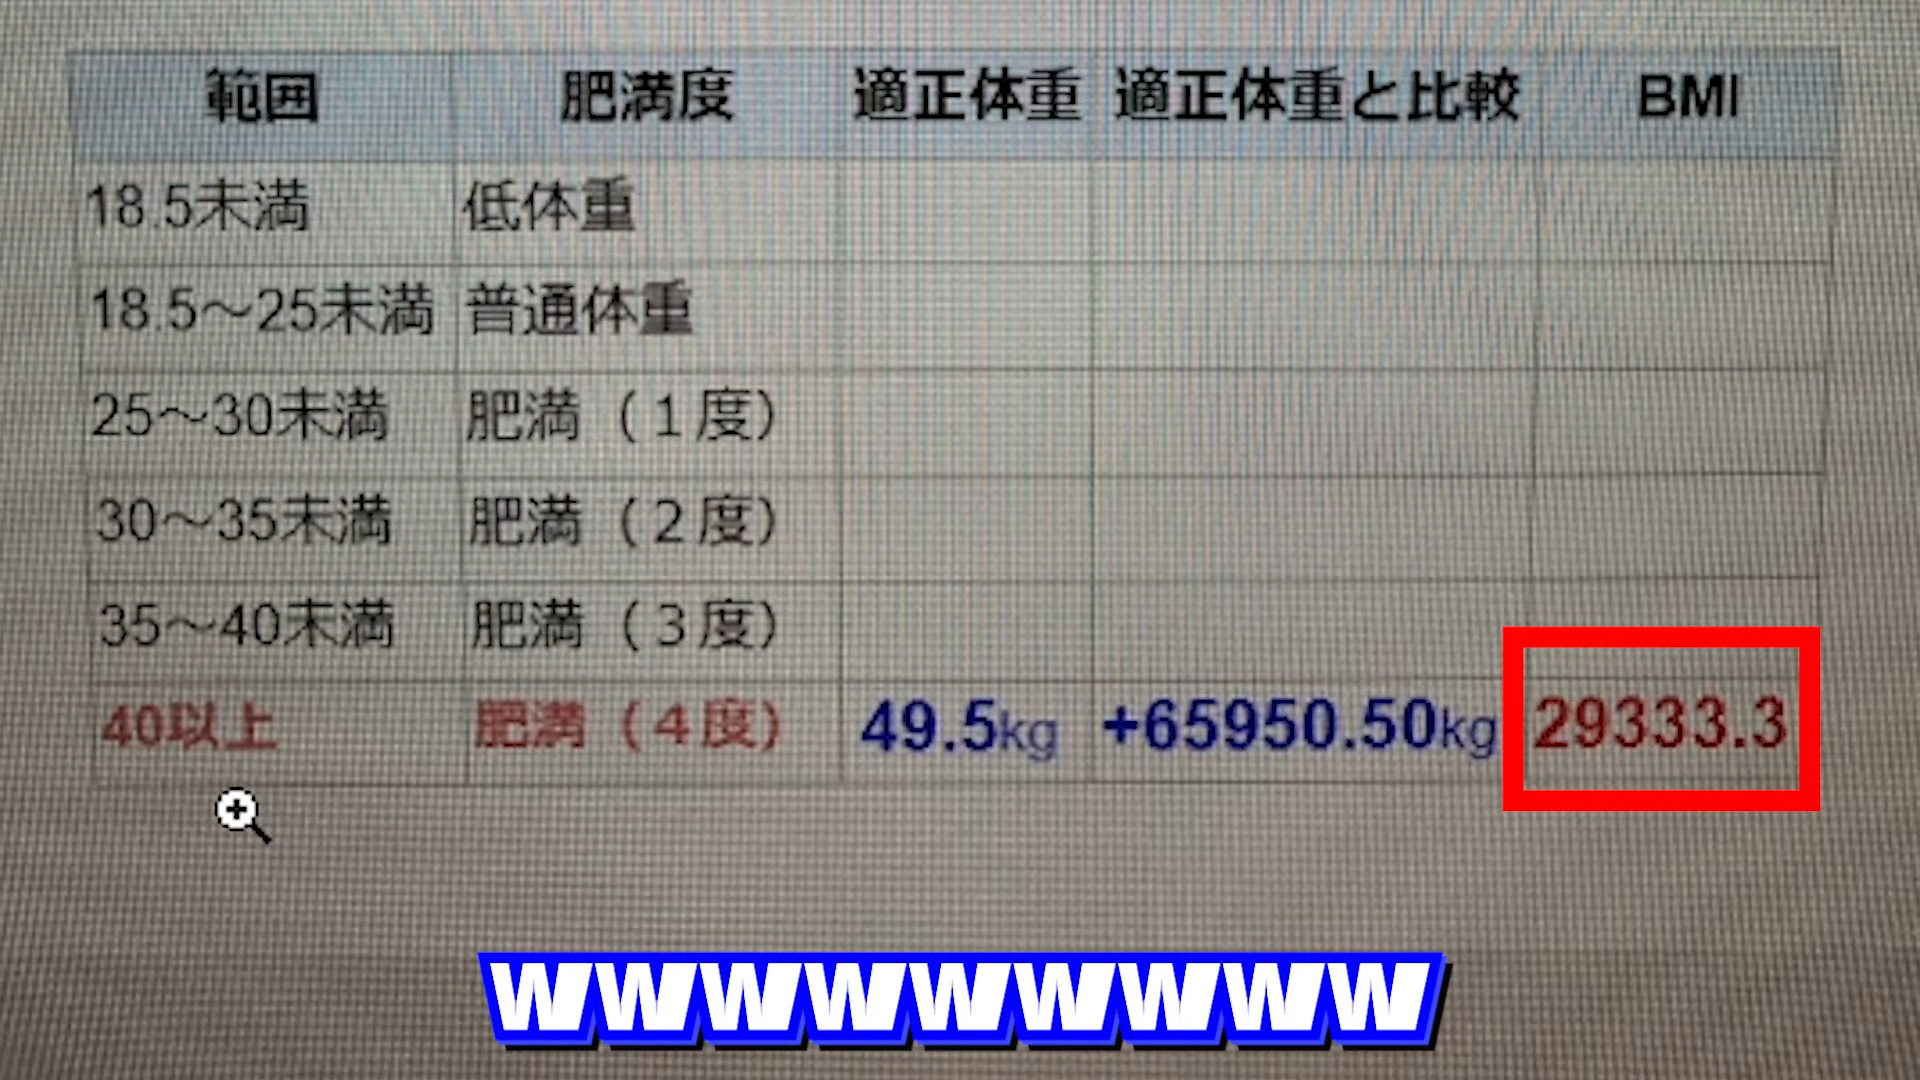 範囲 肥満度 適正体重 適正体重と比較 BMI
18.5未満 低体重
18.5～25未満 普通体重
25～30未満 肥満（１度）
30～35未満 肥満（２度）
35～40未満 肥満（３度）
40以上 肥満（４度） 49.5kg +65950.50kg 29333.3
wwwwwwwww